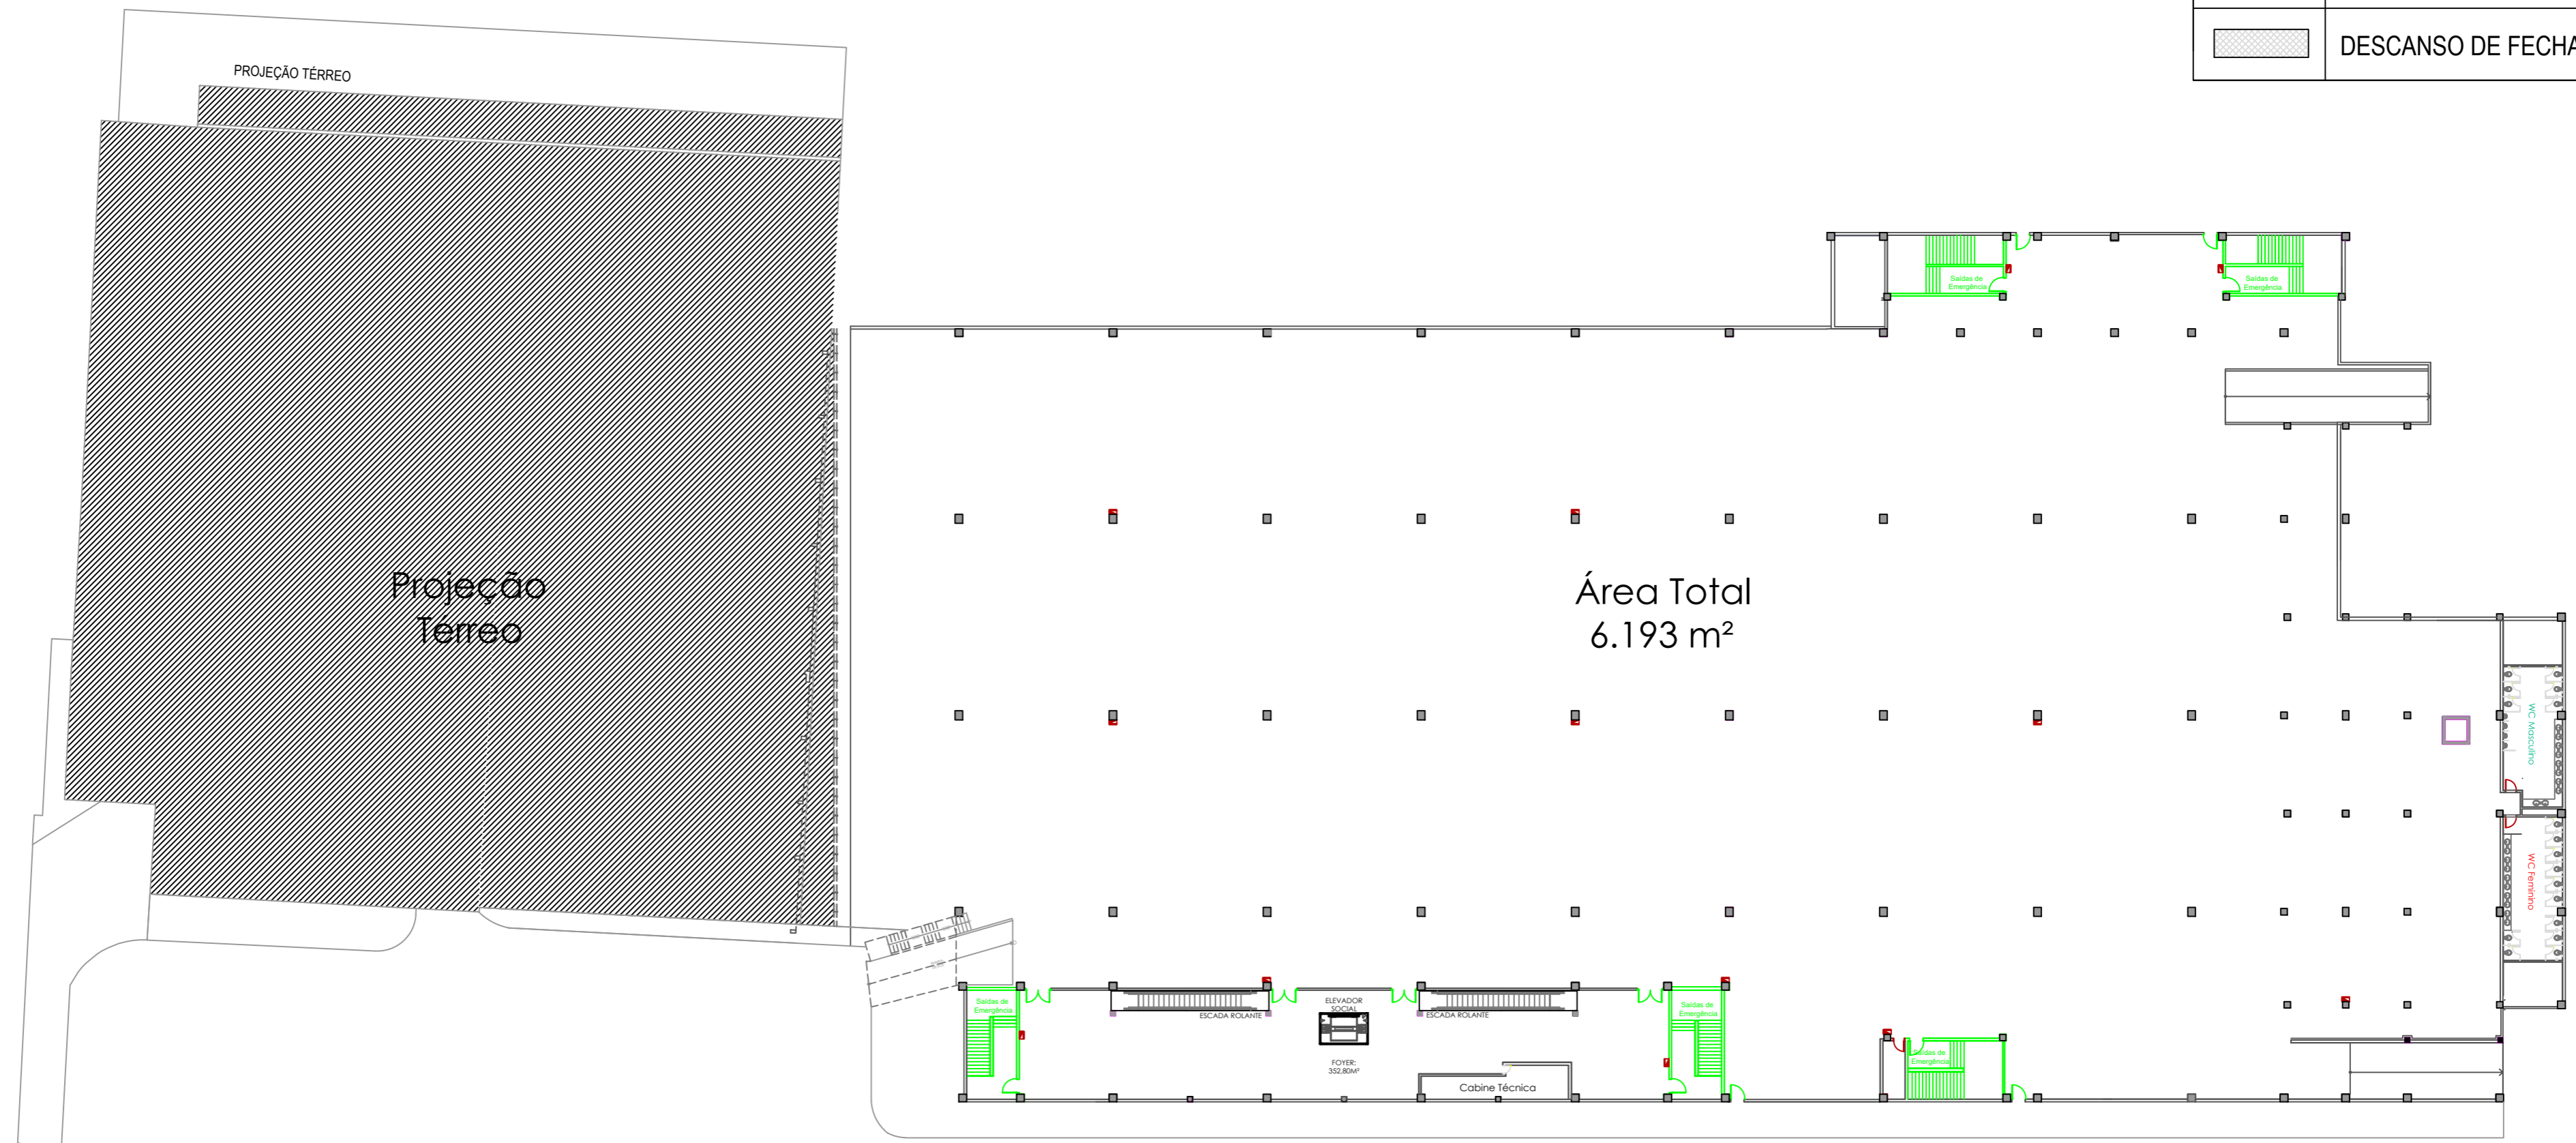 DESCANSO DE FECHA
PROJEÇÃO TÉRREO
Saídas de
Emergência
Saídas de
Emergência
Projeção
Terreo
Área Total
6.193 m²
WC Masculino
WC Feminino
Saídas de
Emergência
ESCADA ROLANTE
ELEVADOR
SOCIAL
ESCADA ROLANTE
Saídas de
Emergência
FOYER:
352,80M²
Cabine Técnica
Saídas de
Emergência